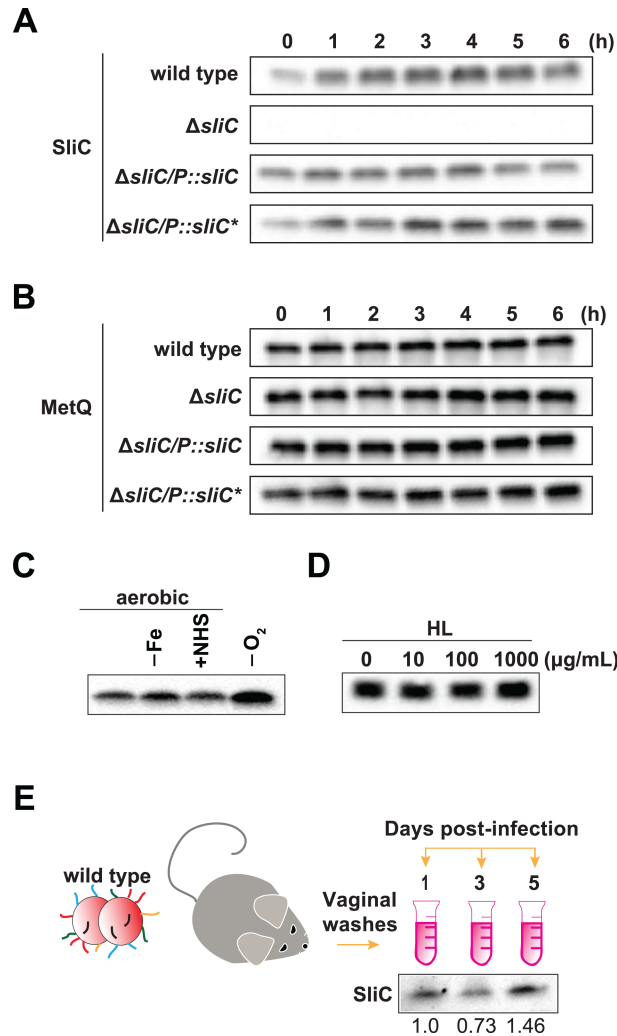 A
0 1 2 3 4 5 6 (h)
wild type
ΔsliC
SliC
ΔsliC/P::sliC
ΔsliC/P::sliC*
B
0 1 2 3 4 5 6 (h)
wild type
ΔsliC
MetQ
ΔsliC/P::sliC
ΔsliC/P::sliC*
C
aerobic
–Fe
+NHS
–O₂
D
HL
0 10 100 1000 (μg/mL)
E
Days post-infection
wild type
1 3 5
Vaginal
washes
SliC
1.0 0.73 1.46